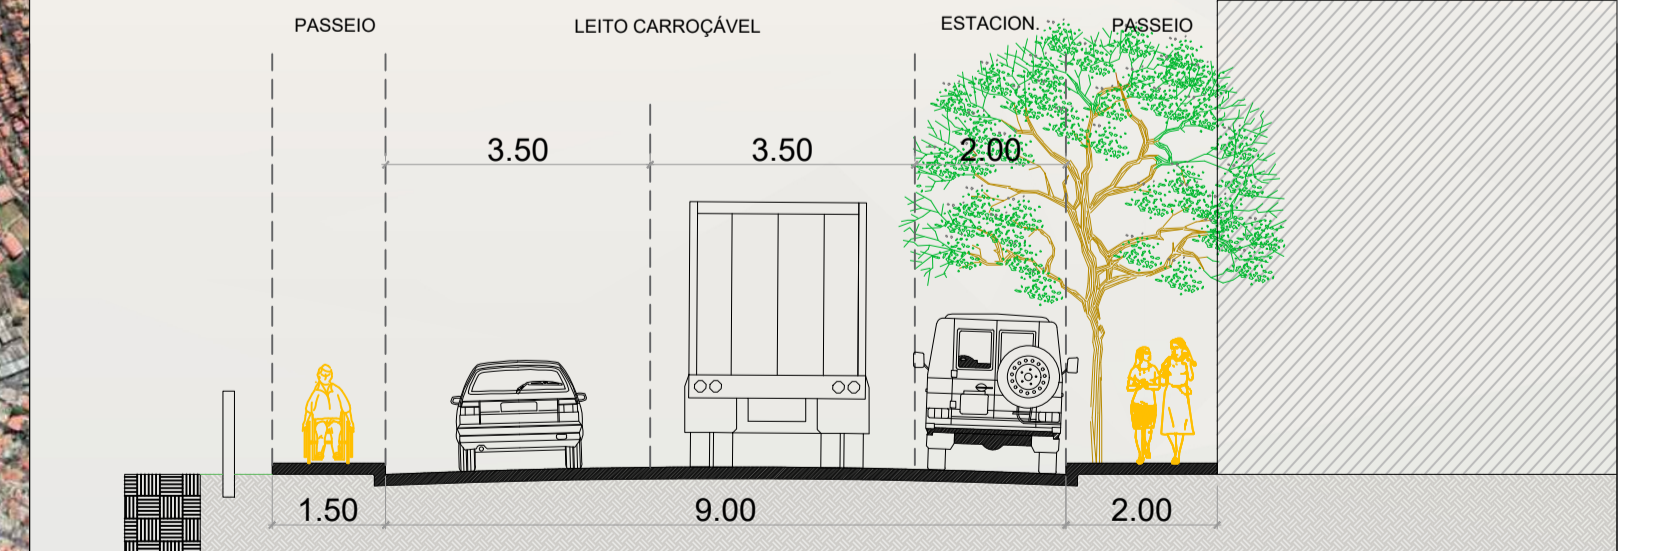 PASSEIO LEITO CARROÇÁVEL ESTACION. PASSEIO
3.50 3.50 2.00
1.50 9.00 2.00